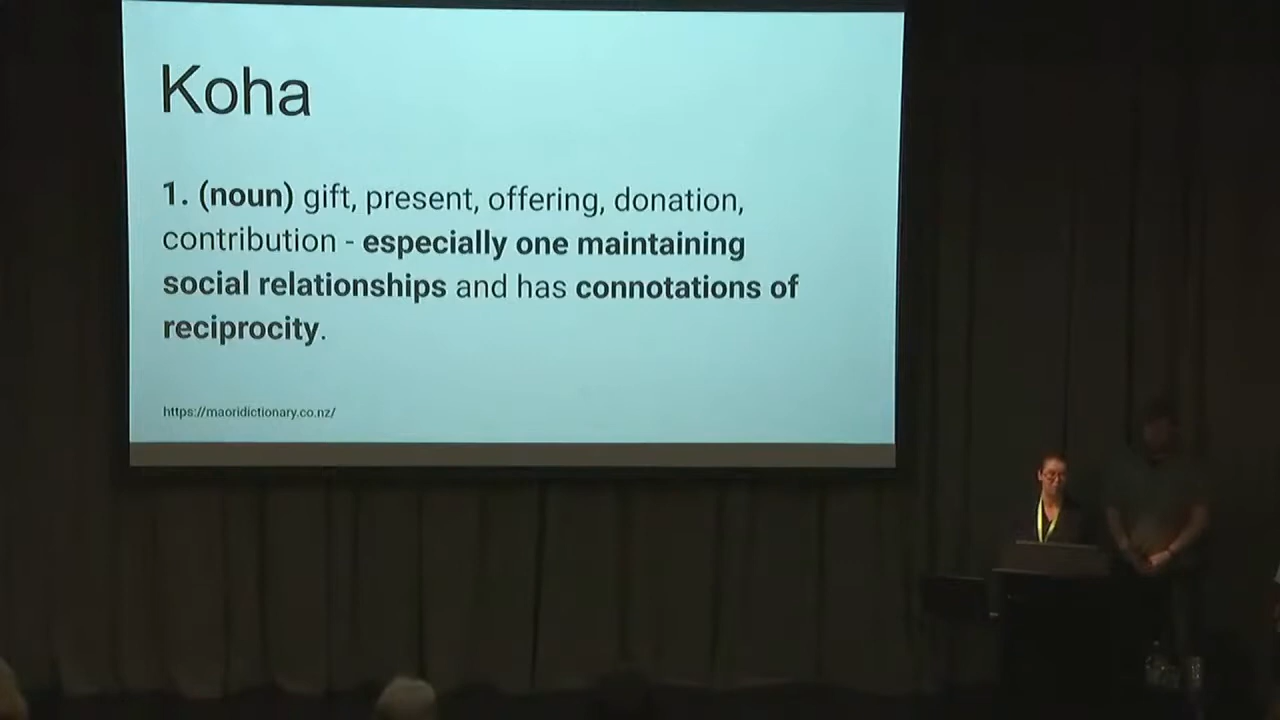 Koha
1. (noun) gift, present, offering, donation,
contribution - especially one maintaining
social relationships and has connotations of
reciprocity.
https://maoridictionary.co.nz/